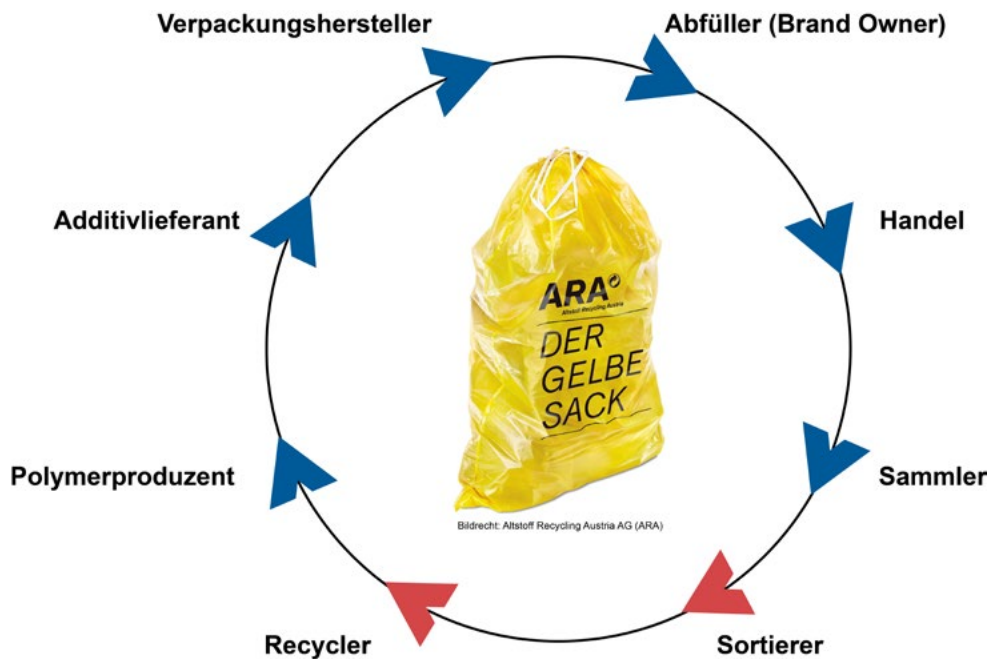 Verpackungshersteller
Abfüller (Brand Owner)
Additivlieferant
Handel
ARA
Altstoff Recycling Austria
DER
GELBE
SACK
Polymerproduzent
Sammler
Bildrecht: Altstoff Recycling Austria AG (ARA)
Recycler
Sortierer